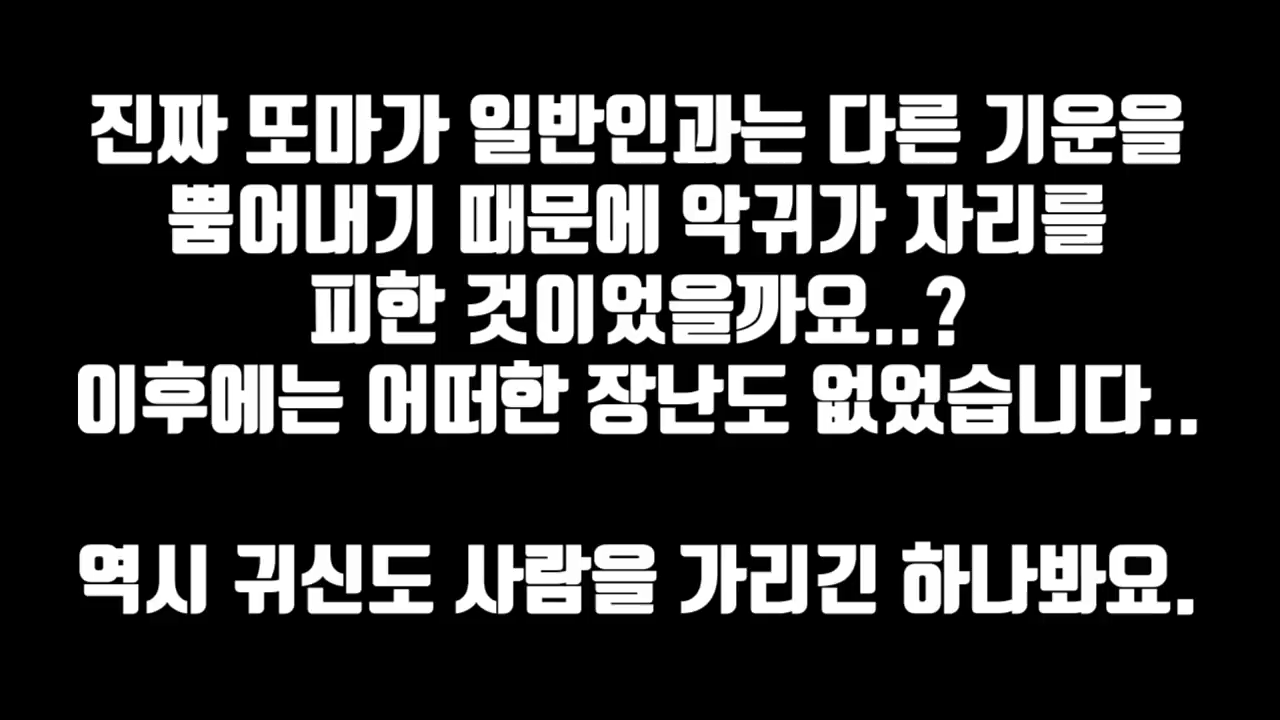 진짜 또마가 일반인과는 다른 기운을
뿜어내기 때문에 악귀가 자리를
피한 것이었을까요..?
이후에는 어떠한 장난도 없었습니다..
역시 귀신도 사람을 가리긴 하나봐요.